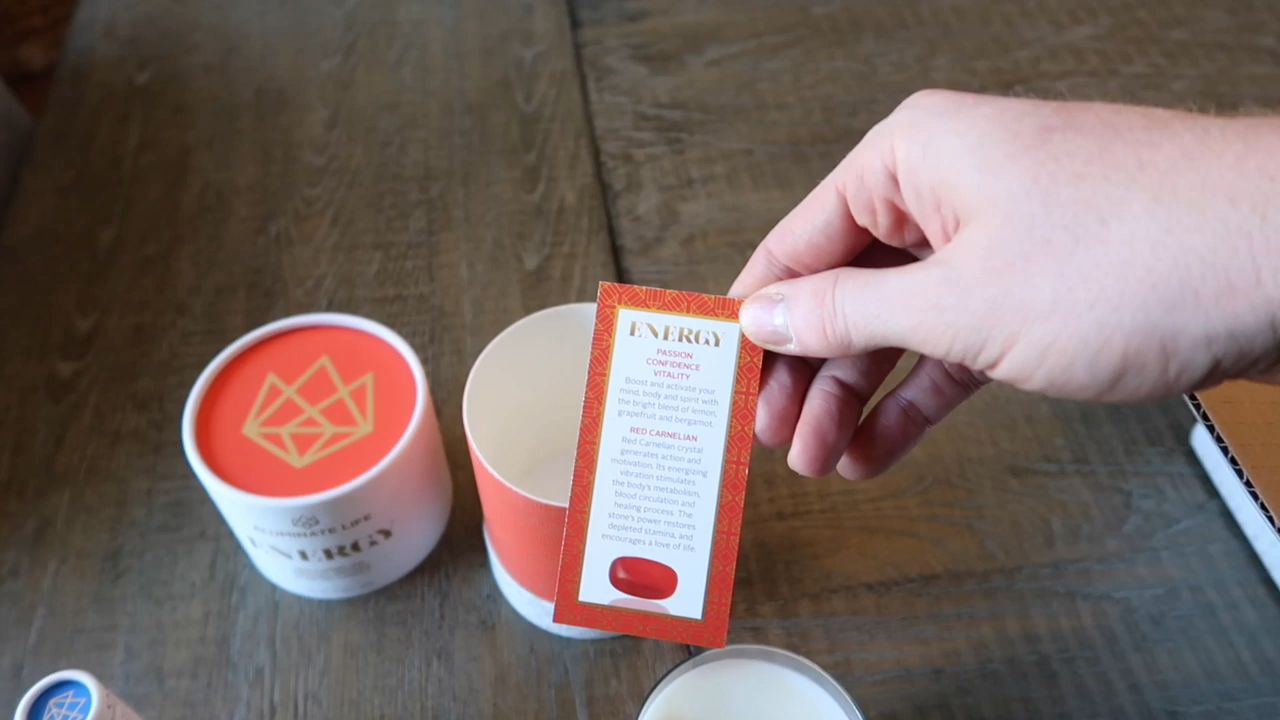 ENERGY
PASSION
CONFIDENCE
VITALITY
Boost and activate your
mind, body and spirit with
the bright blend of lemon,
grapefruit and bergamot.
RED CARNELIAN
Red Carnelian crystal
generates action and
motivation. Its energizing
vibration stimulates
the body's metabolism,
blood circulation and
healing process. The
stone's power restores
depleted stamina, and
encourages a love of life.
LIFE
ENERGY